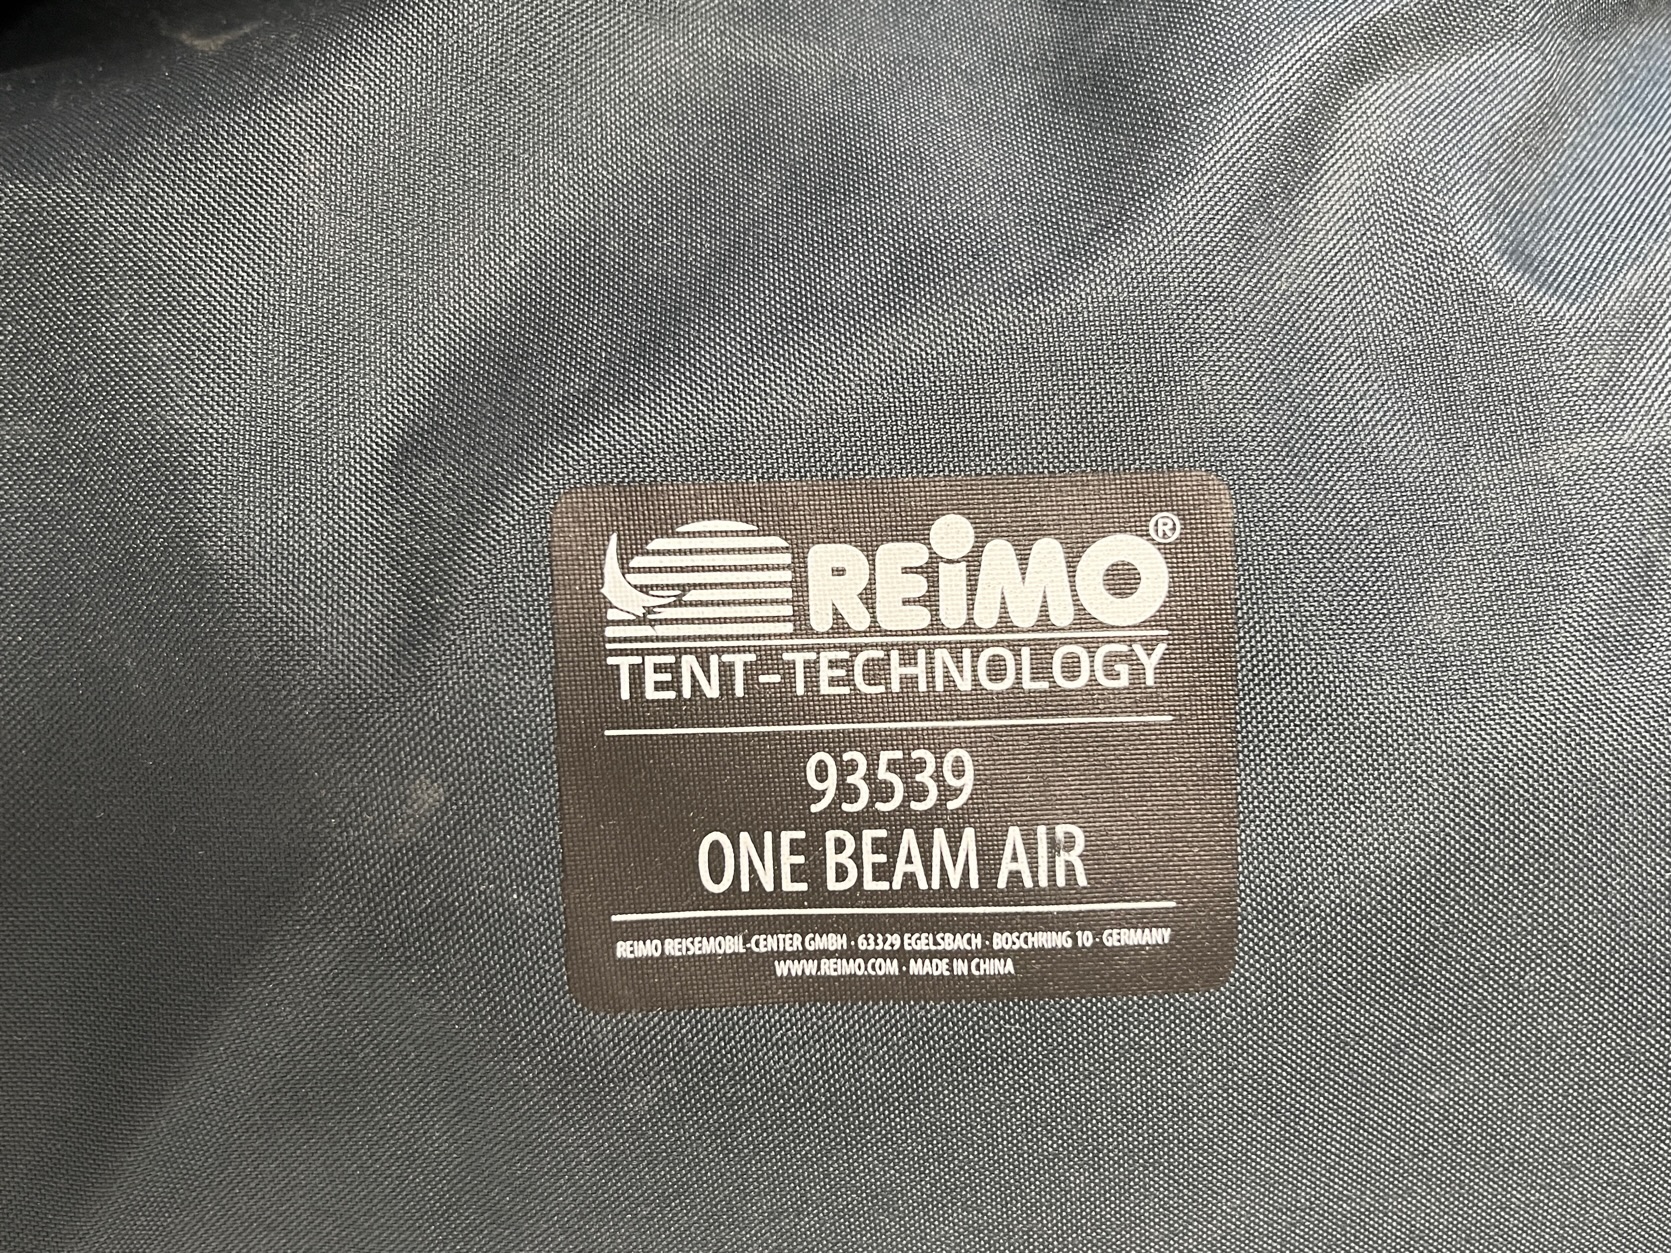 REiMO®
TENT-TECHNOLOGY
93539
ONE BEAM AIR
REIMO REISEMOBIL-CENTER GMBH · 63329 EGELSBACH · BOSCHRING 10 · GERMANY
WWW.REIMO.COM · MADE IN CHINA